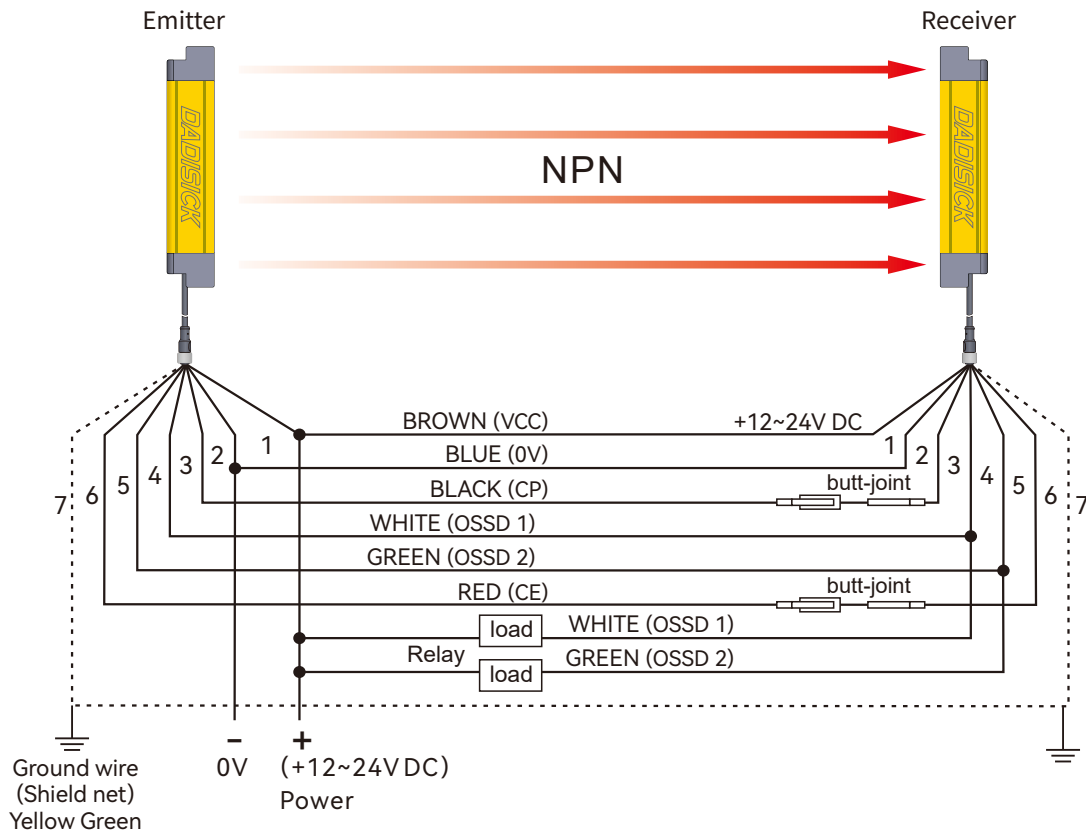 Emitter
Receiver
DADISICK
DADISICK
NPN
BROWN (VCC)
+12~24V DC
1
BLUE (0V)
1
2
2
3
BLACK (CP)
butt-joint
3
4
WHITE (OSSD 1)
4
5
GREEN (OSSD 2)
5
6
RED (CE)
butt-joint
6
7
7
load
WHITE (OSSD 1)
Relay
load
GREEN (OSSD 2)
- +
0V
(+12~24V DC)
Power
Ground wire
(Shield net)
Yellow Green